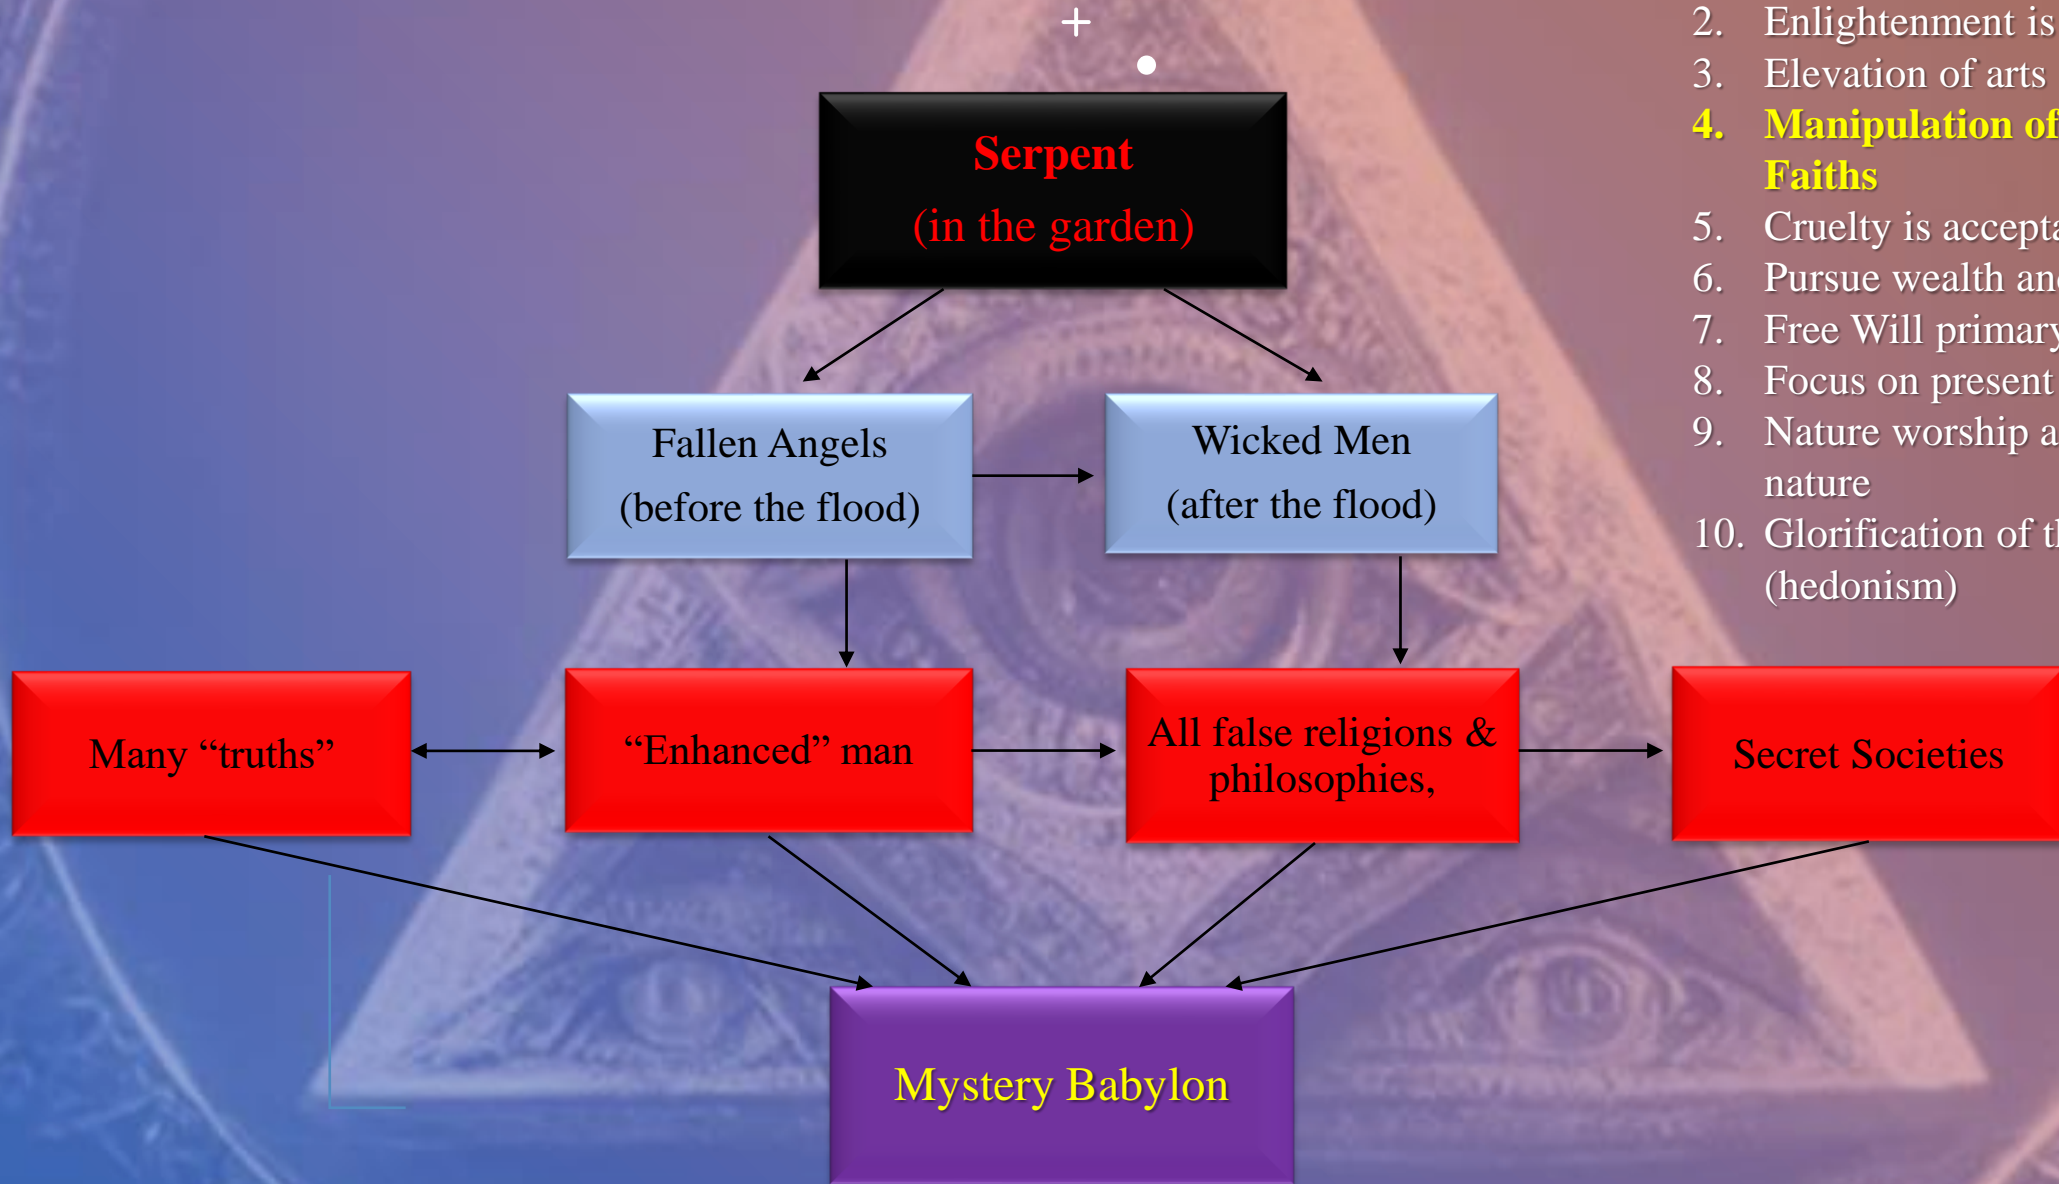 Serpent
(in the garden)
Fallen Angels
(before the flood)
Wicked Men
(after the flood)
Many “truths”
“Enhanced” man
All false religions &
philosophies,
Secret Societies
Mystery Babylon
2. Enlightenment is
3. Elevation of arts
4. Manipulation of
Faiths
5. Cruelty is
6. Pursue wealth
7. Free Will primary
8. Focus on present
9. Nature worship
nature
10. Glorification of
(hedonism)